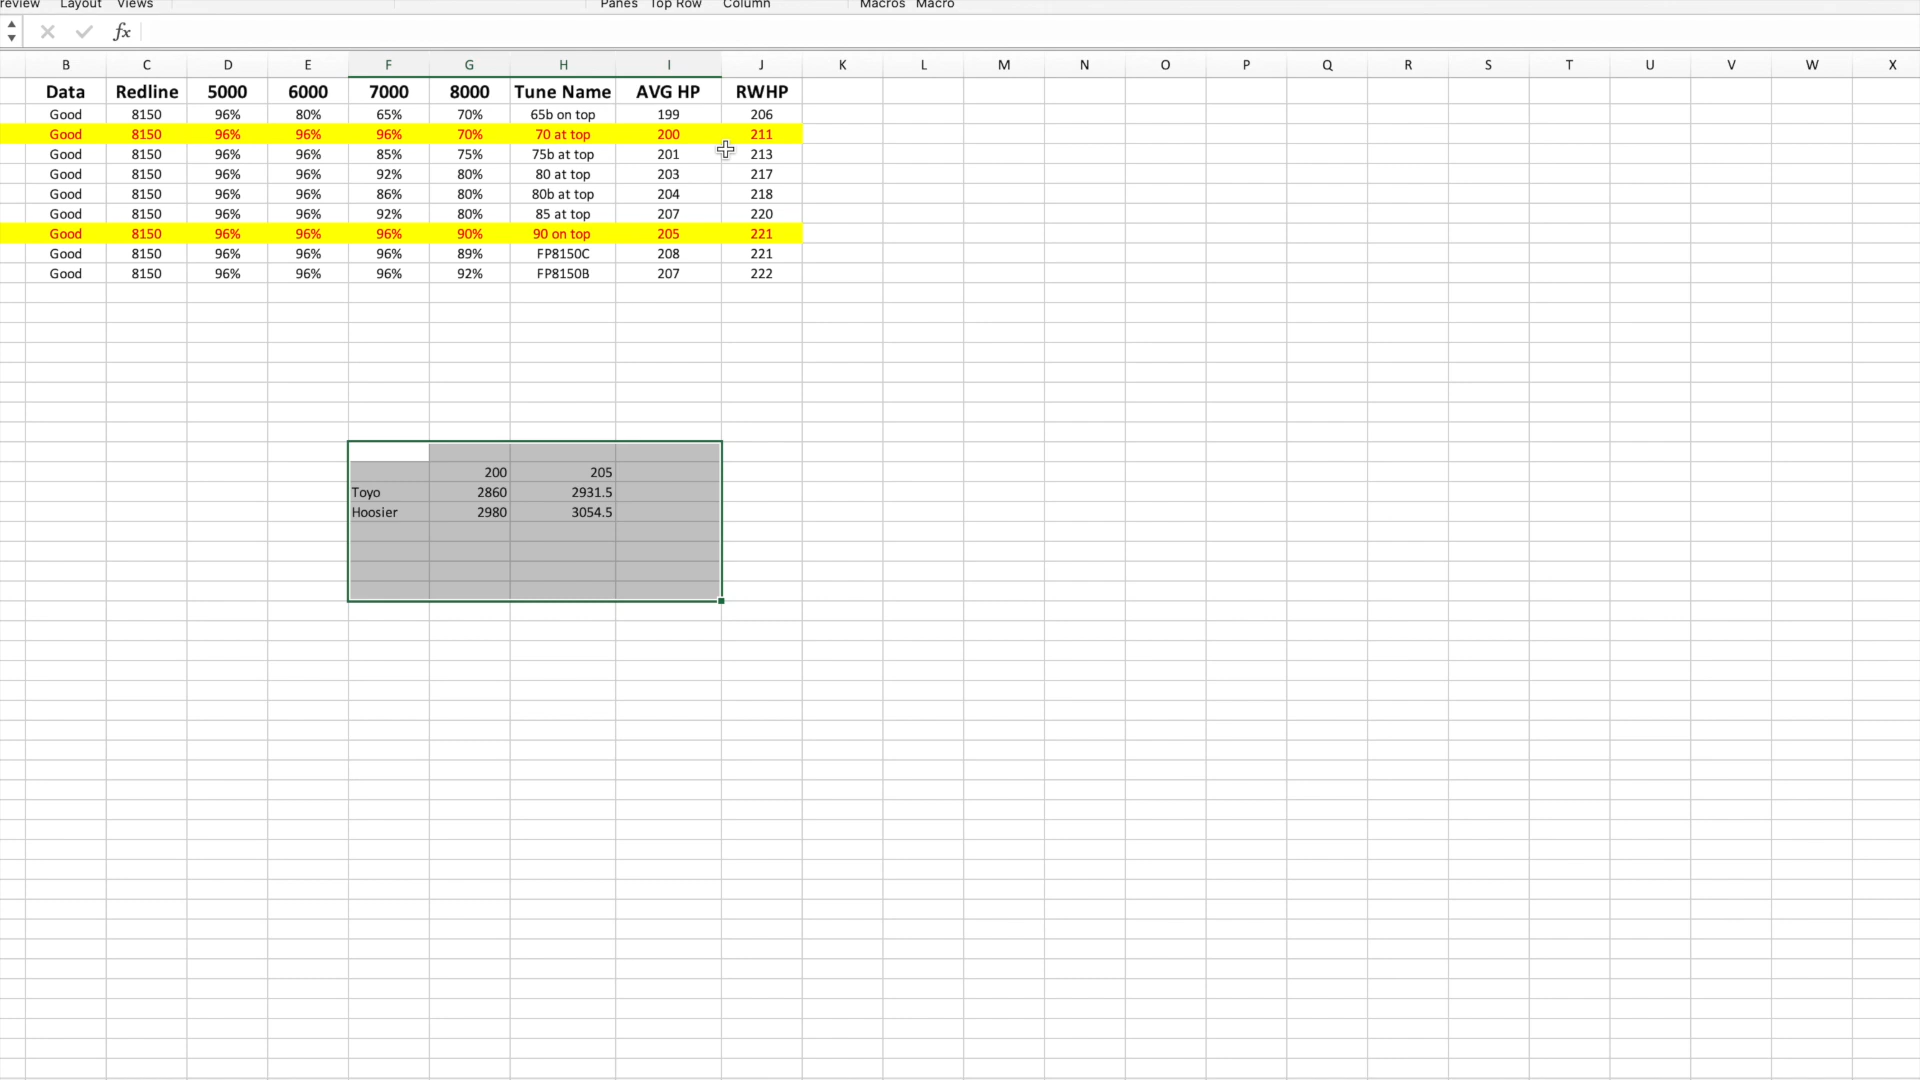 review Layout Views Panes Top Row Column Macros Macro
fx
B C D E F G H I J K L M N O P Q R S T U V W X
Data Redline 5000 6000 7000 8000 Tune Name AVG HP RWHP
Good 8150 96% 80% 65% 70% 65b on top 199 206
Good 8150 96% 96% 96% 70% 70 at top 200 211
Good 8150 96% 96% 85% 75% 75b at top 201 213
Good 8150 96% 96% 92% 80% 80 at top 203 217
Good 8150 96% 96% 86% 80% 80b at top 204 218
Good 8150 96% 96% 92% 80% 85 at top 207 220
Good 8150 96% 96% 96% 90% 90 on top 205 221
Good 8150 96% 96% 96% 89% FP8150C 208 221
Good 8150 96% 96% 96% 92% FP8150B 207 222
200 205
Toyo 2860 2931.5
Hoosier 2980 3054.5